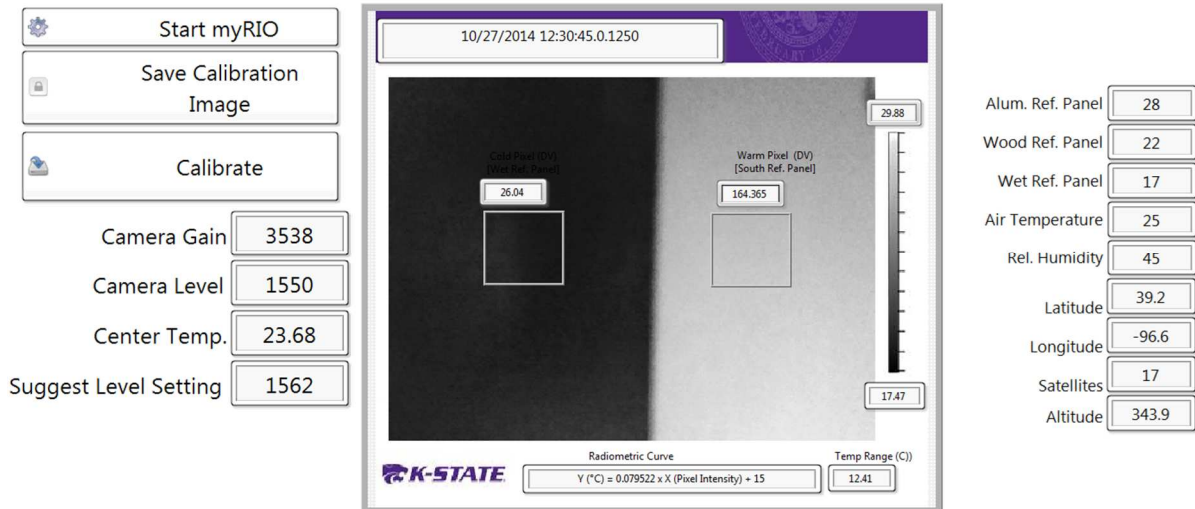 Start myRIO
Save Calibration
Image
Calibrate
Camera Gain 3538
Camera Level 1550
Center Temp. 23.68
Suggest Level Setting 1562
10/27/2014 12:30:45.0.1250
Cold Pixel (DV)
[Wet Ref. Panel]
26.04
Warm Pixel (DV)
[South Ref. Panel]
164.365
29.88
17.47
K-STATE
Radiometric Curve
Y (°C) = 0.079522 x X (Pixel Intensity) + 15
Temp Range (C))
12.41
Alum. Ref. Panel 28
Wood Ref. Panel 22
Wet Ref. Panel 17
Air Temperature 25
Rel. Humidity 45
Latitude 39.2
Longitude -96.6
Satellites 17
Altitude 343.9